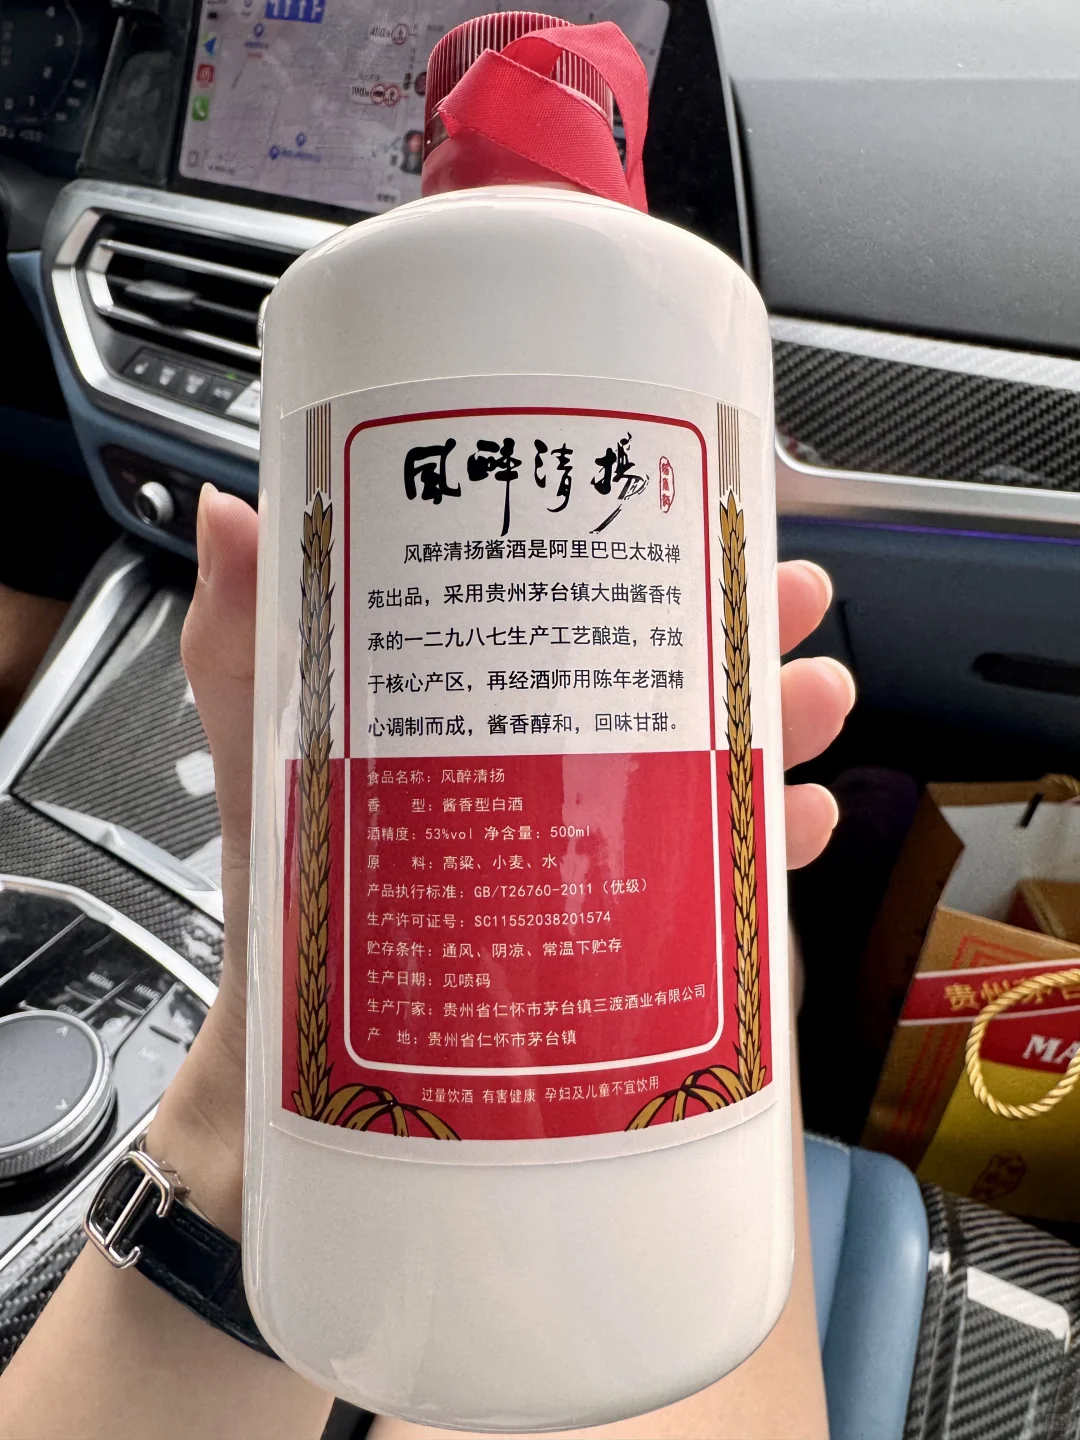 風醉清揚
风醉清扬酱酒是阿里巴巴太极禅
苑出品，采用贵州茅台镇大曲酱香传
承的一二九八七生产工艺酿造，存放
于核心产区，再经酒师用陈年老酒精
心调制而成，酱香醇和，回味甘甜。
食品名称：风醉清扬
香 型：酱香型白酒
酒精度：53%vol 净含量：500ml
原 料：高粱、小麦、水
产品执行标准：GB/T26760-2011（优级）
生产许可证号：SC11552038201574
贮存条件：通风、阴凉、常温下贮存
生产日期：见喷码
生产厂家：贵州省仁怀市茅台镇三渡酒业有限公司
产 地：贵州省仁怀市茅台镇
过量饮酒 有害健康 孕妇及儿童不宜饮用
贵州茅
MA